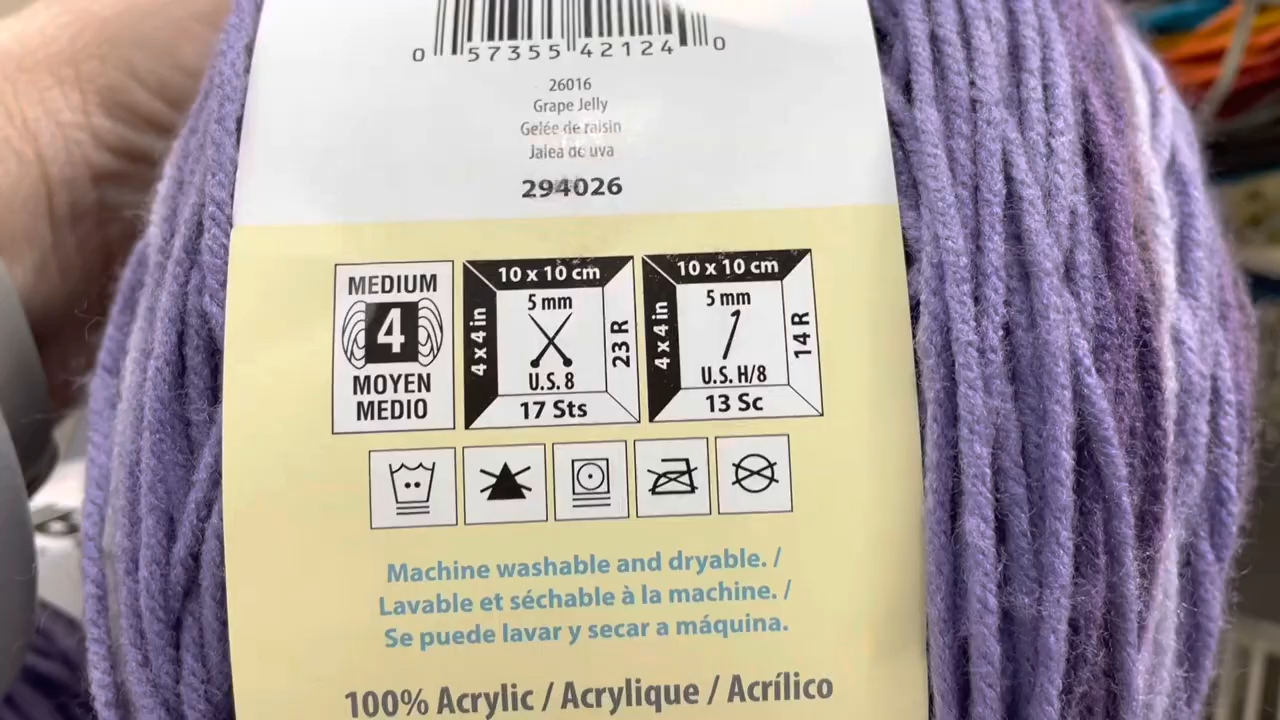 0 57355 42124 0
26016
Grape Jelly
Gelée de raisin
Jalea de uva
294026
MEDIUM
4
MOYEN
MEDIO
10 x 10 cm
4 x 4 in
5 mm
23 R
U.S. 8
17 Sts
10 x 10 cm
4 x 4 in
5 mm
14 R
U.S. H/8
13 Sc
Machine washable and dryable. /
Lavable et séchable à la machine. /
Se puede lavar y secar a máquina.
100% Acrylic / Acrylique / Acrílico